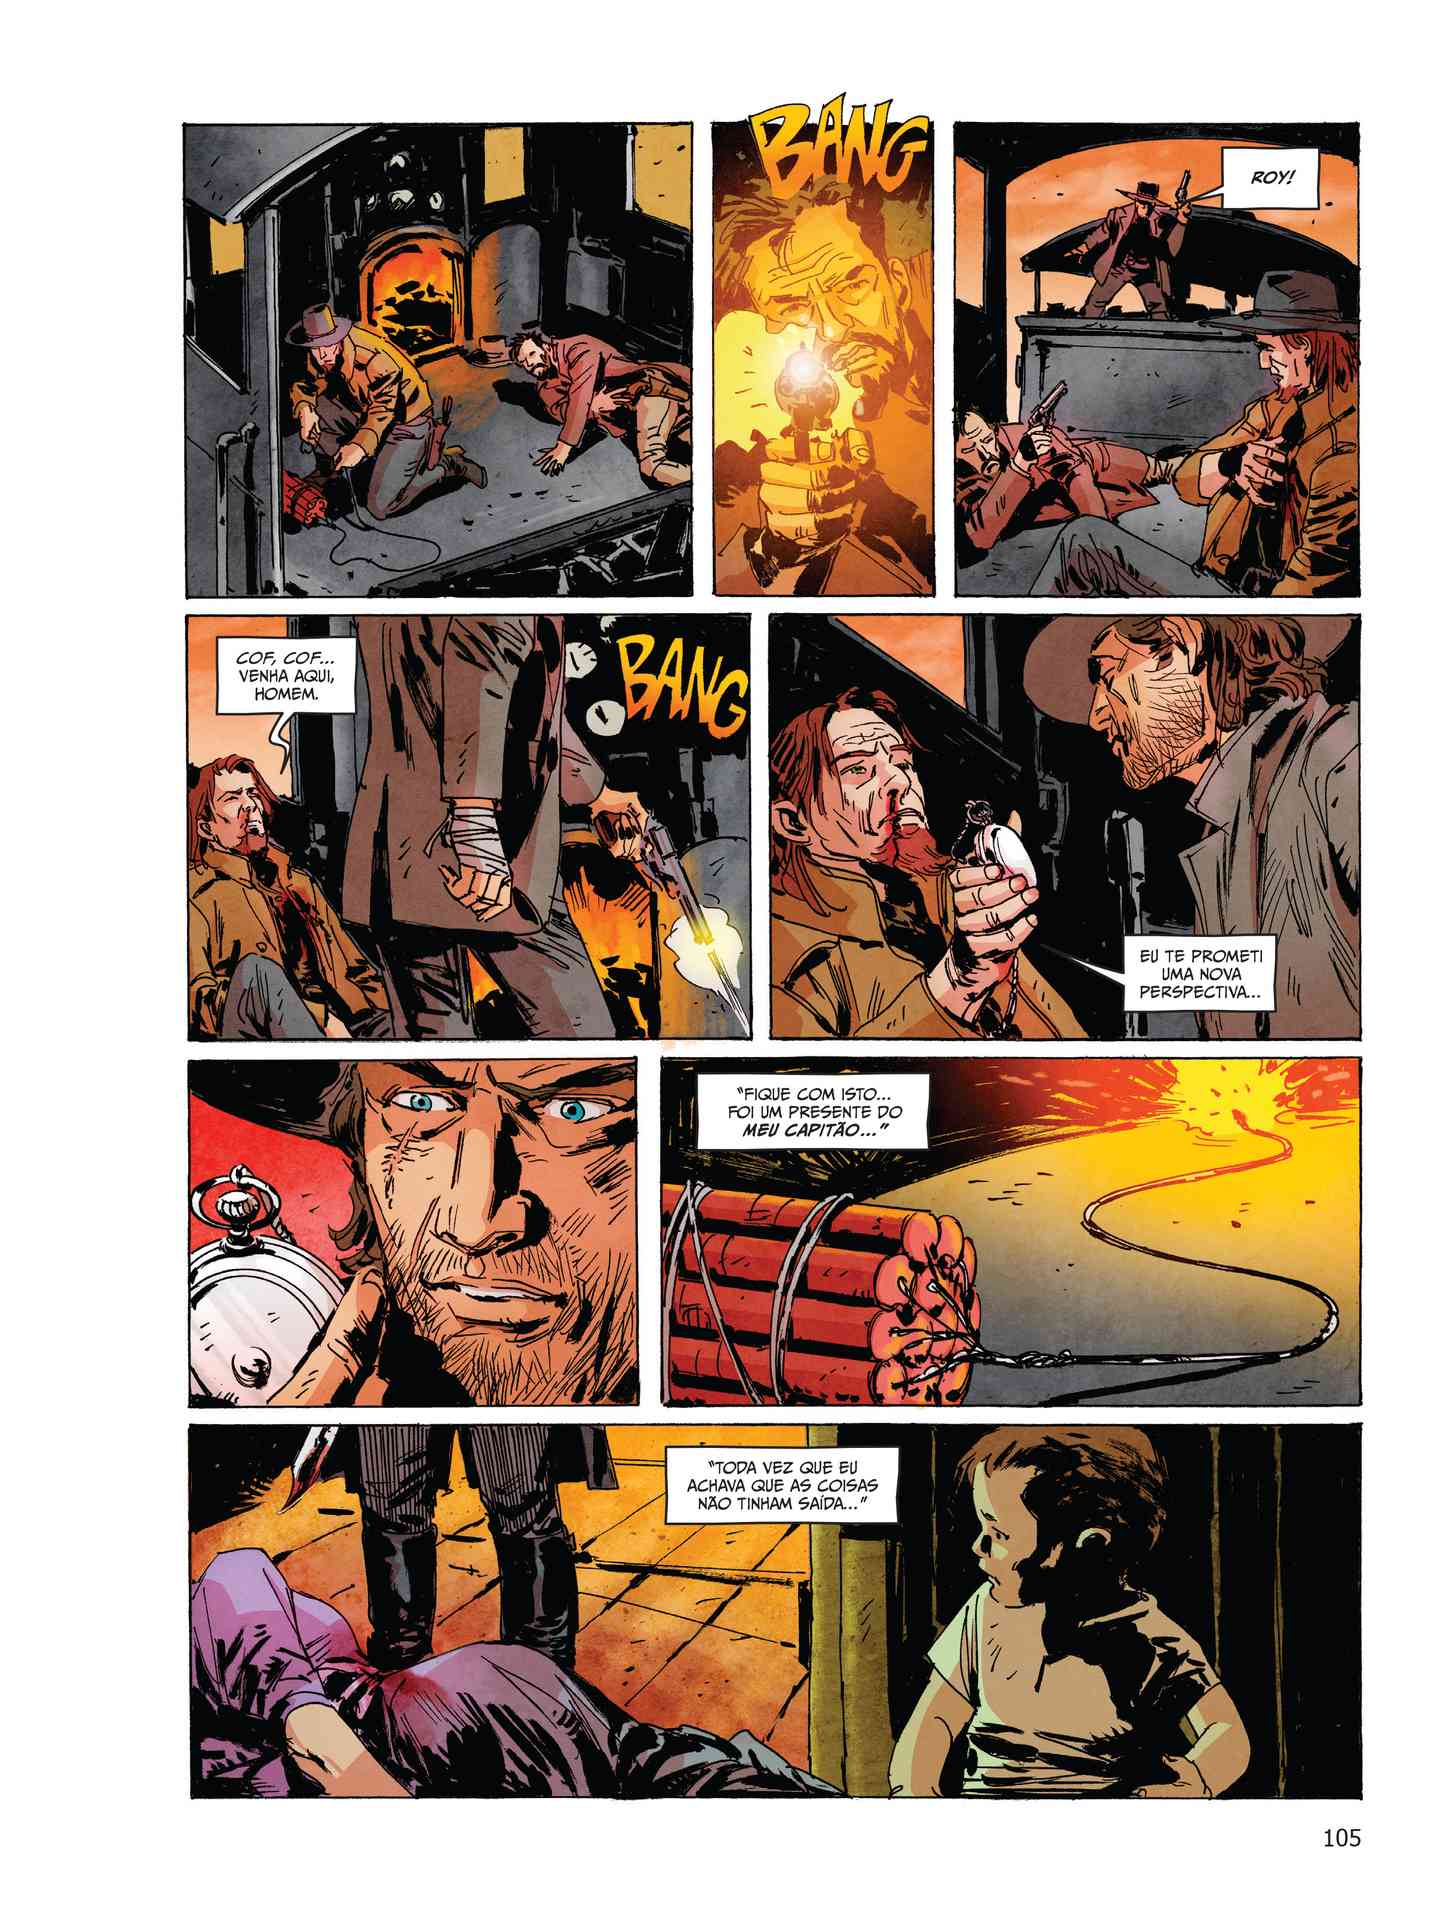 BANG
ROY!
COF, COF...
VENHA AQUI,
HOMEM.
BANG
EU TE PROMETI
UMA NOVA
PERSPECTIVA...
"FIQUE COM ISTO...
FOI UM PRESENTE DO
MEU CAPITÃO..."
"TODA VEZ QUE EU
ACHAVA QUE AS COISAS
NÃO TINHAM SAÍDA..."
105